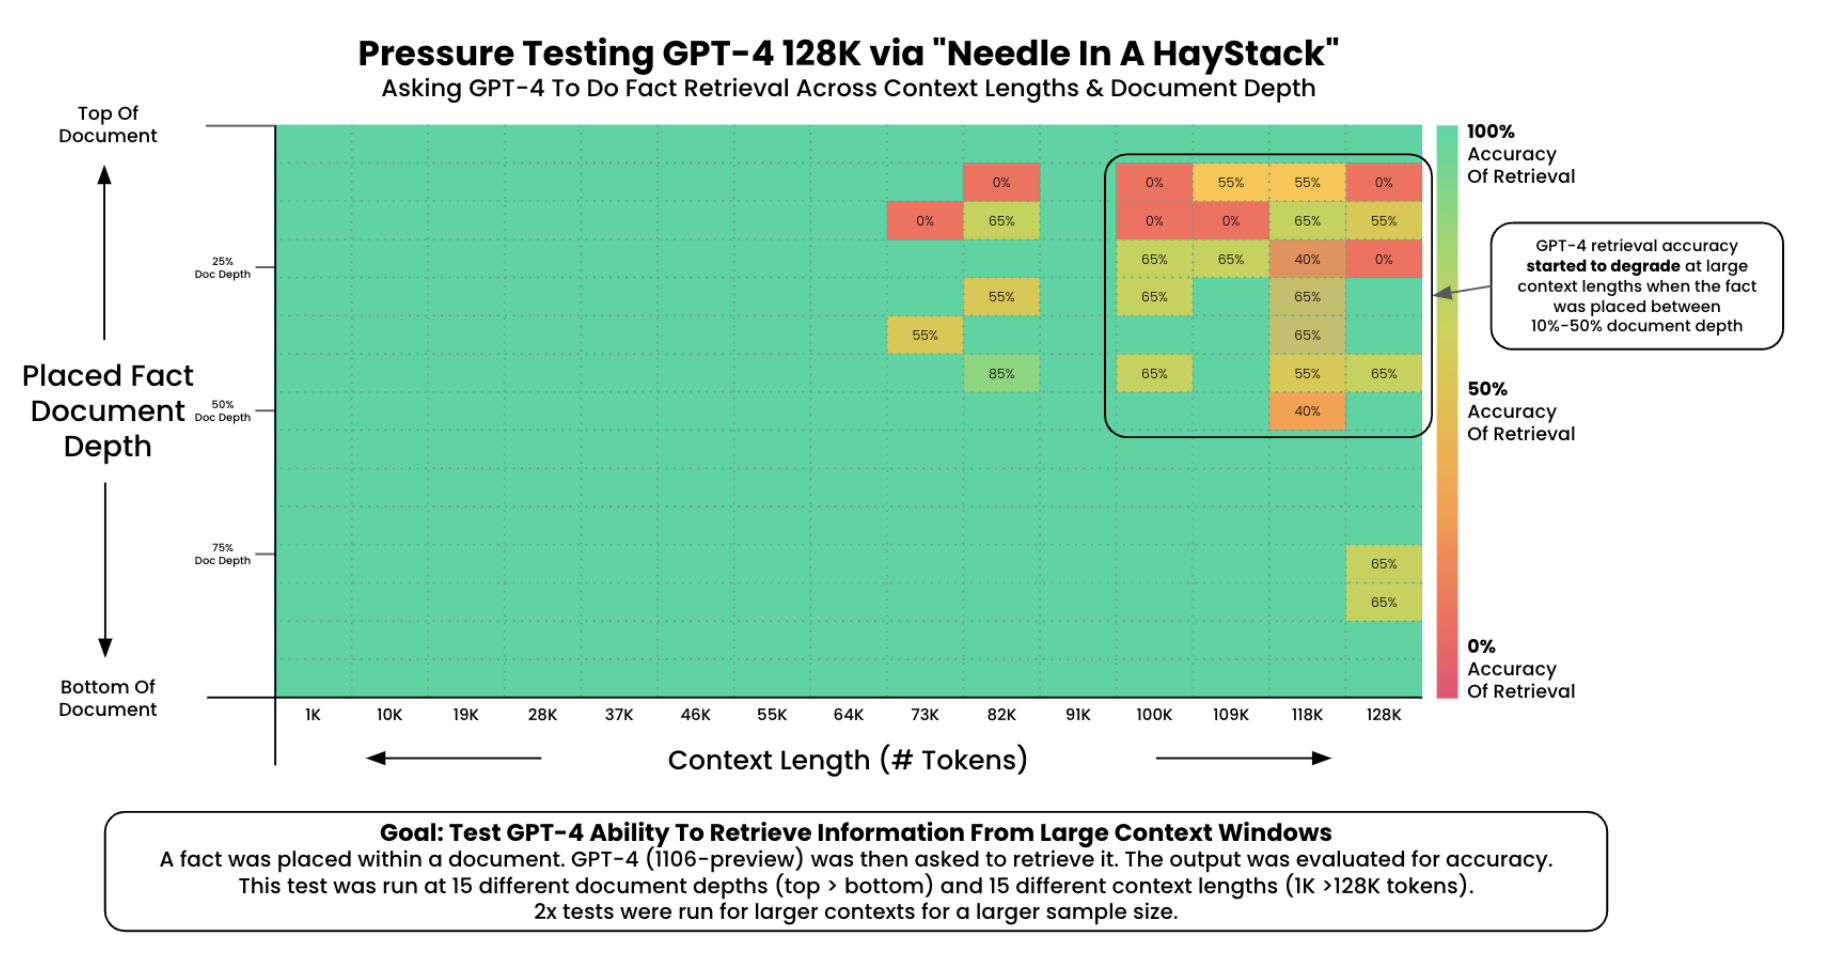 Pressure Testing GPT-4 128K via "Needle In A HayStack"
Asking GPT-4 To Do Fact Retrieval Across Context Lengths & Document Depth
Top Of
Document
25%
Doc Depth
Placed Fact
Document
Depth
50%
Doc Depth
75%
Doc Depth
Bottom Of
Document
0% 0% 55% 55% 0%
0% 65% 0% 0% 65% 55%
65% 65% 40% 0%
55% 65% 65%
55% 65%
85% 65% 55% 65%
40%
65%
65%
1K 10K 19K 28K 37K 46K 55K 64K 73K 82K 91K 100K 109K 118K 128K
Context Length (# Tokens)
100%
Accuracy
Of Retrieval
50%
Accuracy
Of Retrieval
0%
Accuracy
Of Retrieval
GPT-4 retrieval accuracy
started to degrade at large
context lengths when the fact
was placed between
10%-50% document depth
Goal: Test GPT-4 Ability To Retrieve Information From Large Context Windows
A fact was placed within a document. GPT-4 (1106-preview) was then asked to retrieve it. The output was evaluated for accuracy.
This test was run at 15 different document depths (top > bottom) and 15 different context lengths (1K >128K tokens).
2x tests were run for larger contexts for a larger sample size.